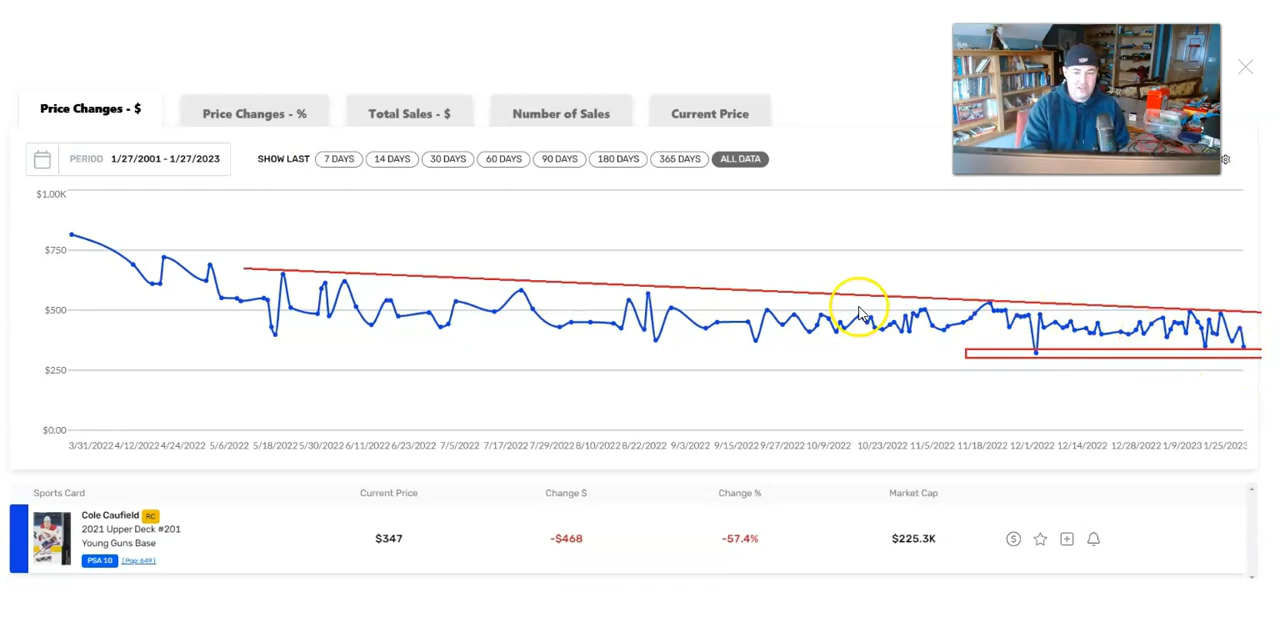 Price Changes - $
Price Changes - %
Total Sales - $
Number of Sales
Current Price
PERIOD 1/27/2001 - 1/27/2023
SHOW LAST 7 DAYS 14 DAYS 30 DAYS 60 DAYS 90 DAYS 180 DAYS 365 DAYS ALL DATA
$1.00K
$750
$500
$250
$0.00
3/31/2022 4/12/2022 4/24/2022 5/6/2022 5/18/2022 5/30/2022 6/11/2022 6/23/2022 7/5/2022 7/17/2022 7/29/2022 8/10/2022 8/22/2022 9/3/2022 9/15/2022 9/27/2022 10/9/2022 10/23/2022 11/5/2022 11/18/2022 12/1/2022 12/14/2022 12/28/2022 1/9/2023 1/25/2023
Sports Card Current Price Change $ Change % Market Cap
Cole Caufield RC
2021 Upper Deck #201
Young Guns Base
PSA 10 [Pop: 649]
$347 -$468 -57.4% $225.3K